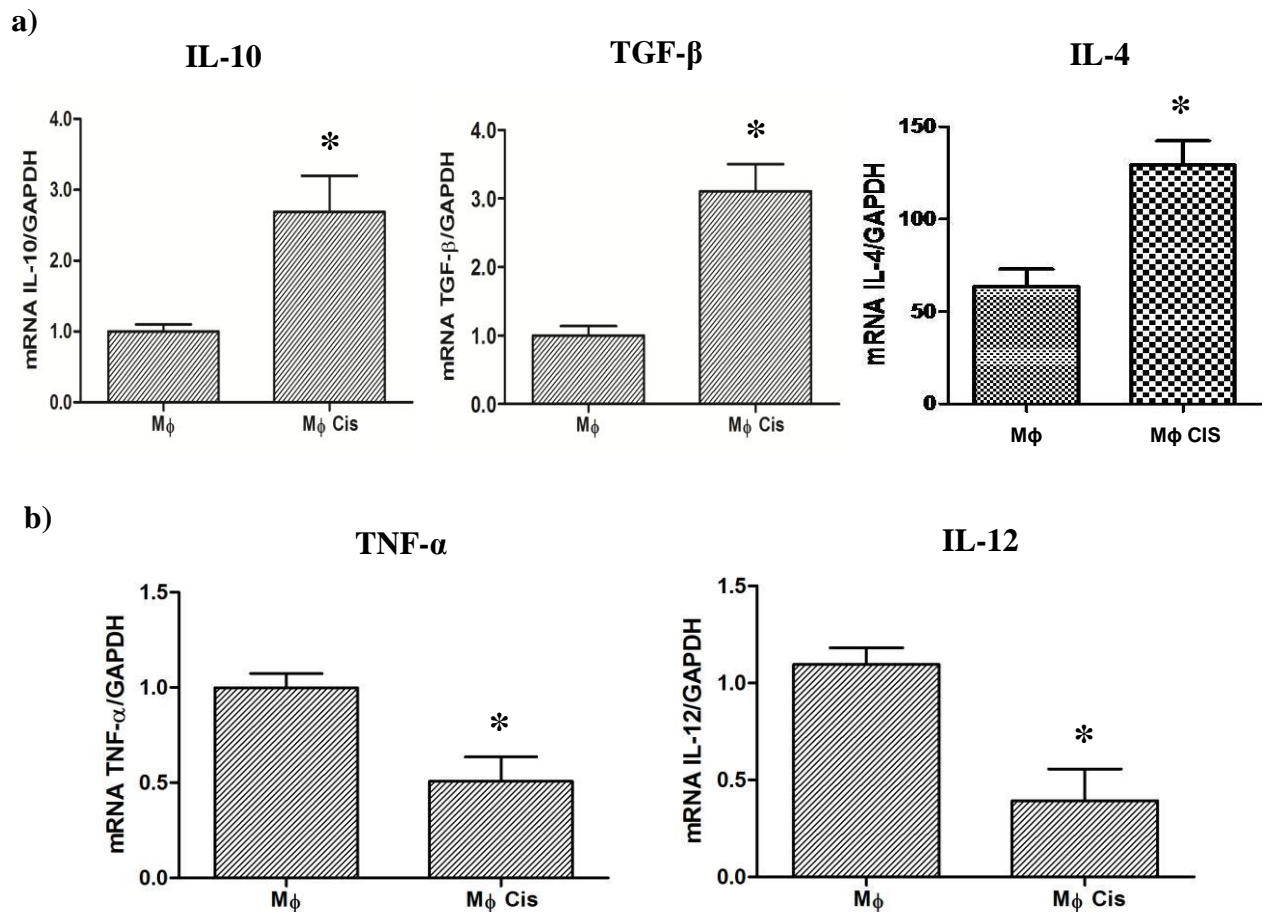 a)
IL-10
mRNA IL-10/GAPDH
4.0
3.0
2.0
1.0
0.0
*
Mϕ
Mϕ Cis
TGF-β
mRNA TGF-β/GAPDH
4.0
3.0
2.0
1.0
0.0
*
Mϕ
Mϕ Cis
IL-4
mRNA IL-4/GAPDH
150
100
50
0
*
Mϕ
Mϕ CIS
b)
TNF-α
mRNA TNF-α/GAPDH
1.5
1.0
0.5
0.0
*
Mϕ
Mϕ Cis
IL-12
mRNA IL-12/GAPDH
1.5
1.0
0.5
0.0
*
Mϕ
Mϕ Cis